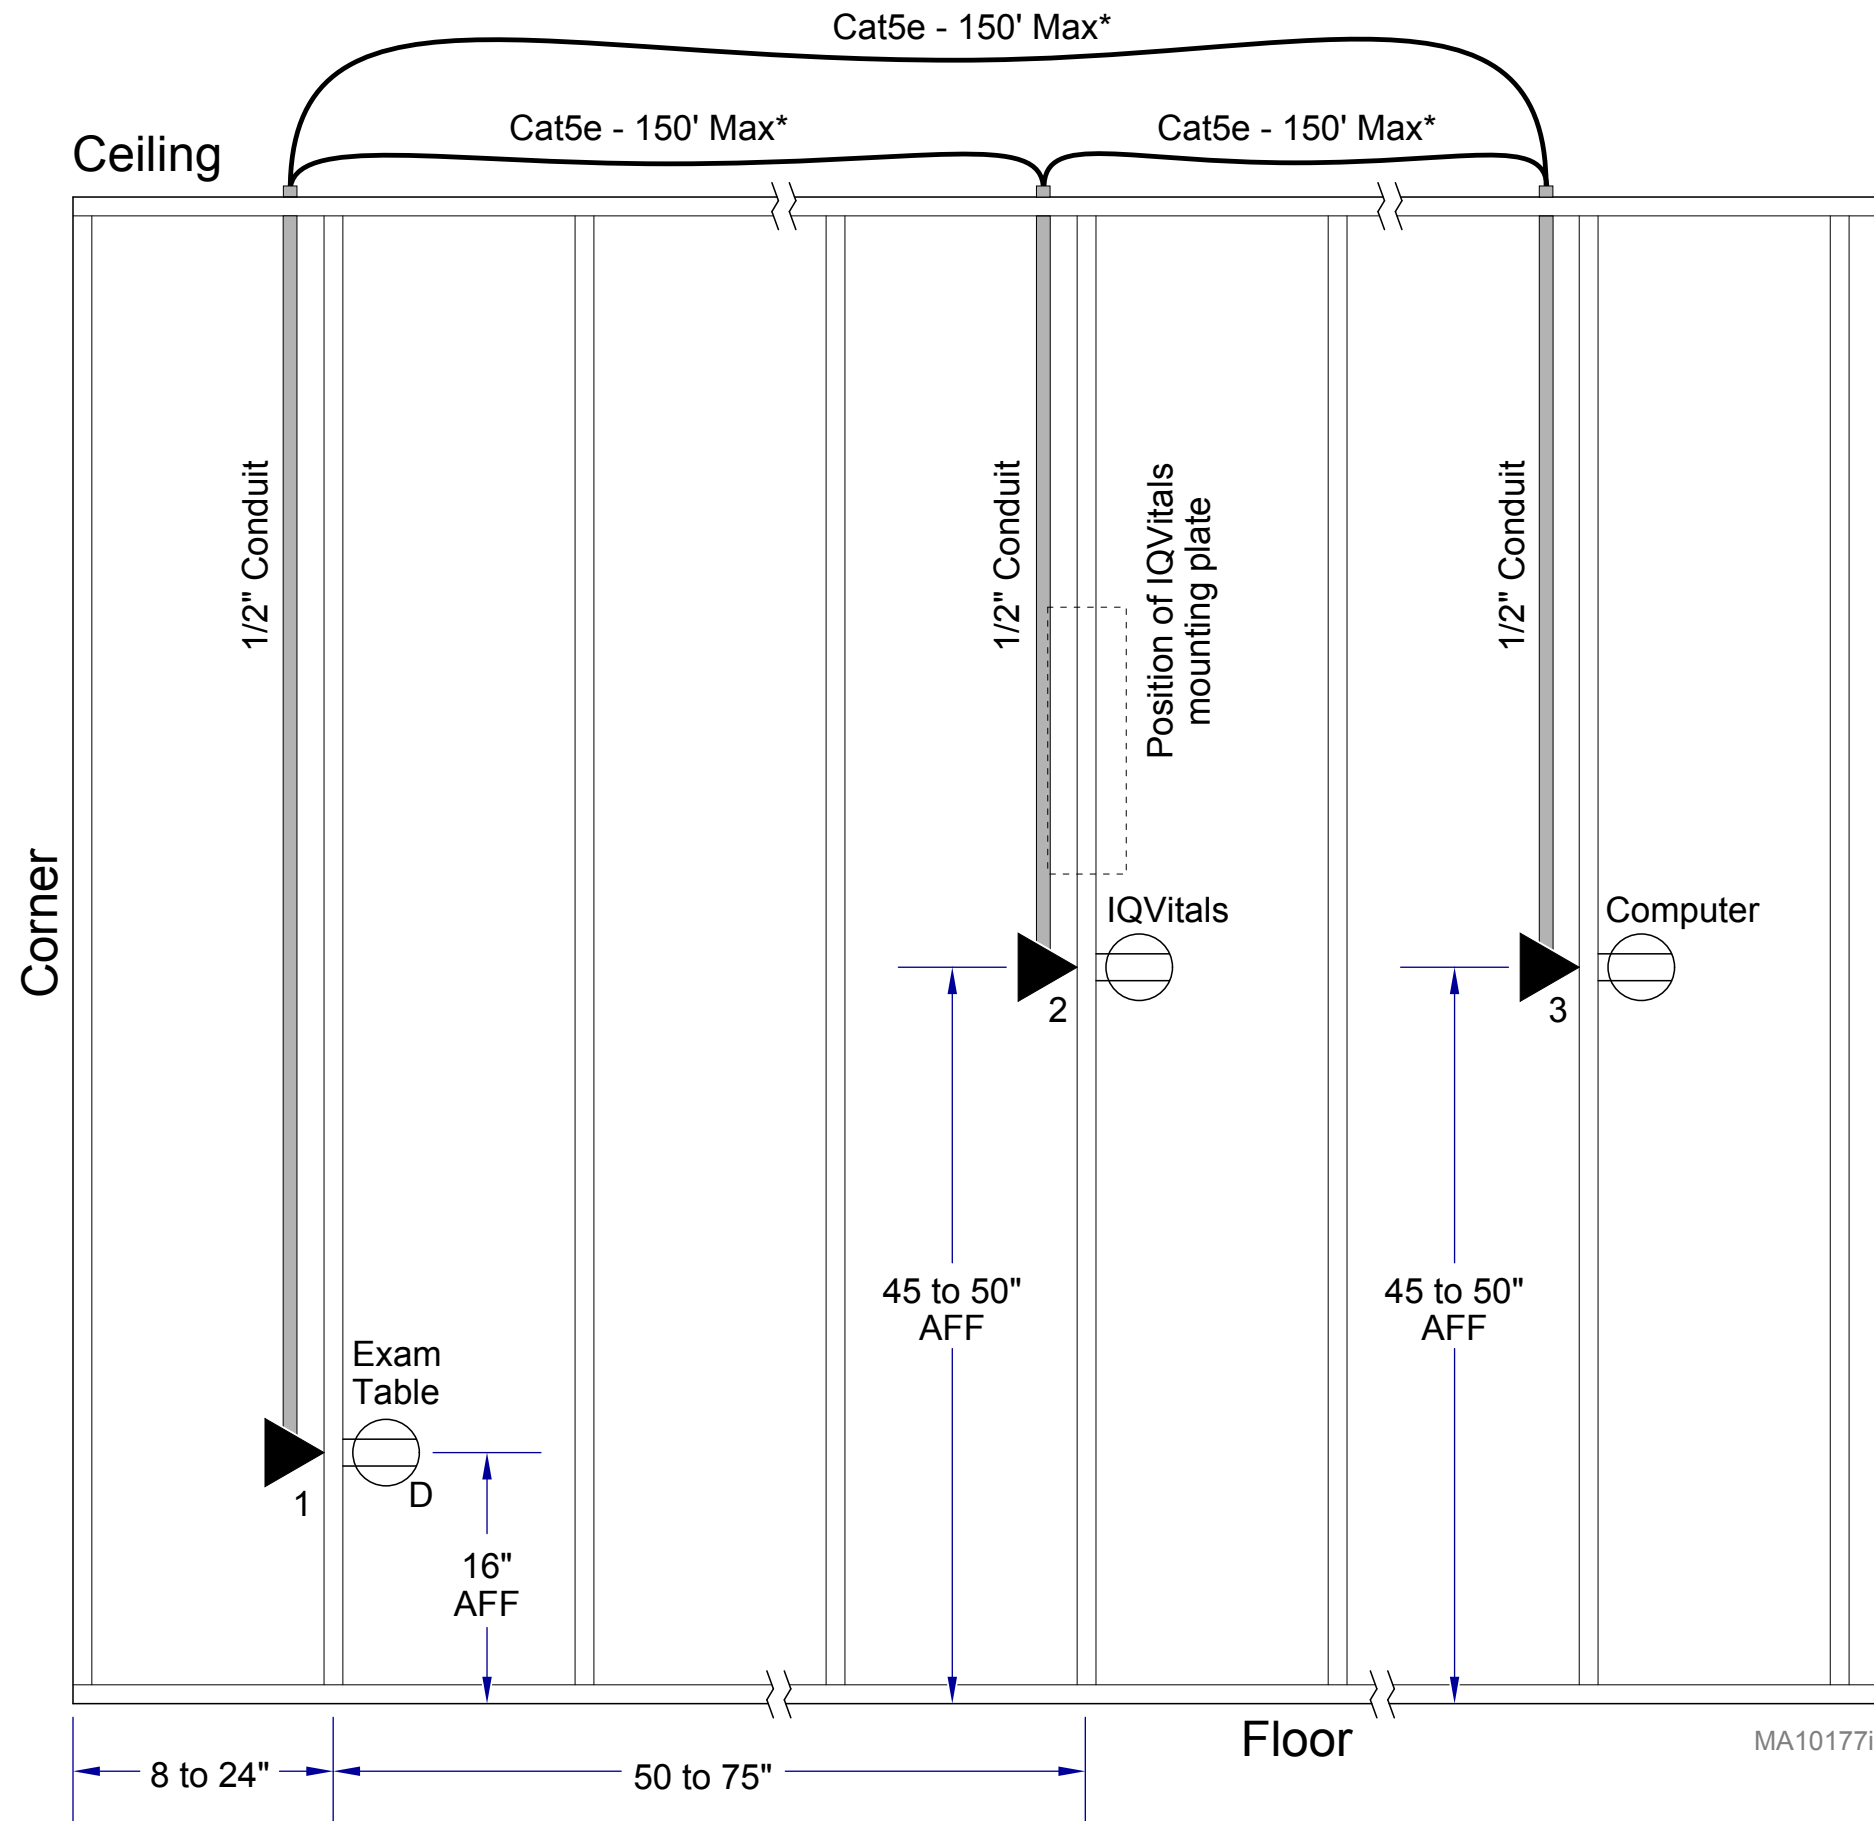 Cat5e - 150' Max*
Cat5e - 150' Max*
Cat5e - 150' Max*
Ceiling
1/2" Conduit
1/2" Conduit
Position of IQVitals
mounting plate
1/2" Conduit
Corner
IQVitals
Computer
2
3
45 to 50"
AFF
45 to 50"
AFF
Exam
Table
D
1
16"
AFF
Floor
MA10177i
8 to 24"
50 to 75"